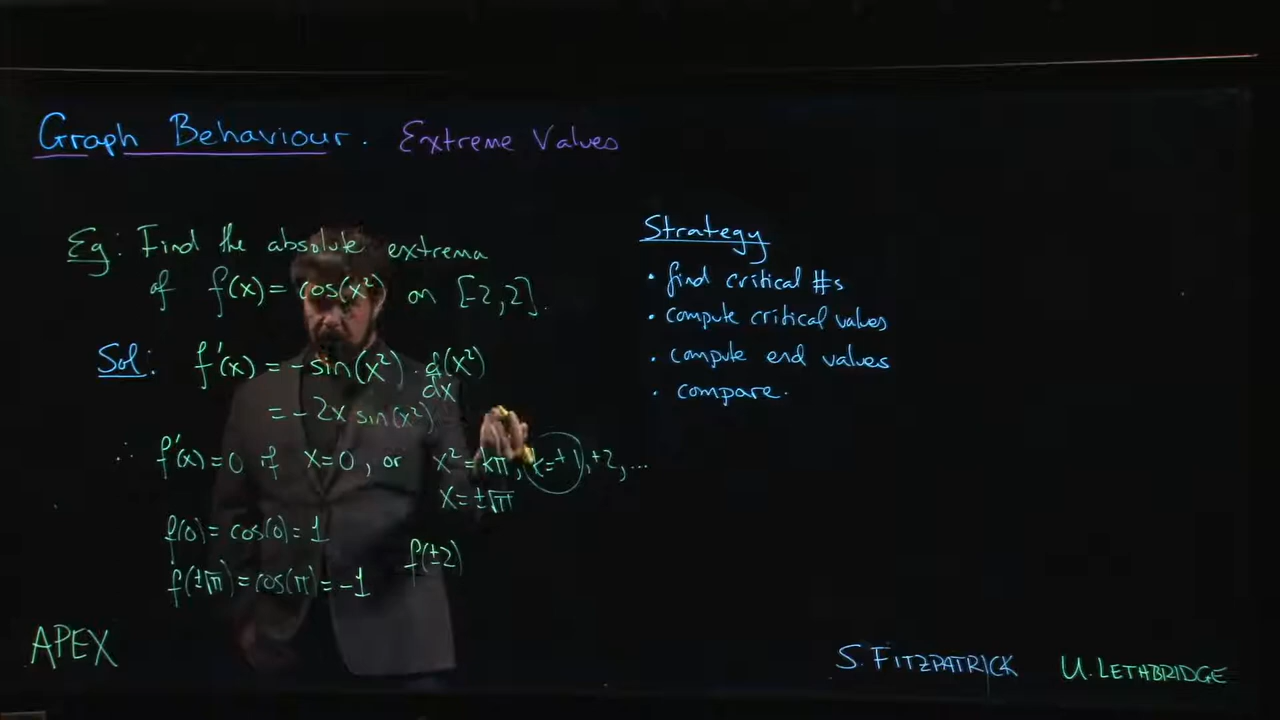 Graph Behaviour. Extreme Values
Eg: Find the absolute extrema
of f(x) = cos(x²) on [-2,2].
Sol: f'(x) = -sin(x²) · d/dx (x²)
= -2x sin(x²)
∴ f'(x)=0 if x=0, or x²=kπ, k=±1,±2,...
x=±√π
f(0)=cos(0)=1
f(±√π)=cos(π)=-1
f(±2)
Strategy
• find critical #s
• compute critical values
• compute end values
• compare.
APEX
S. FITZPATRICK U. LETHBRIDGE